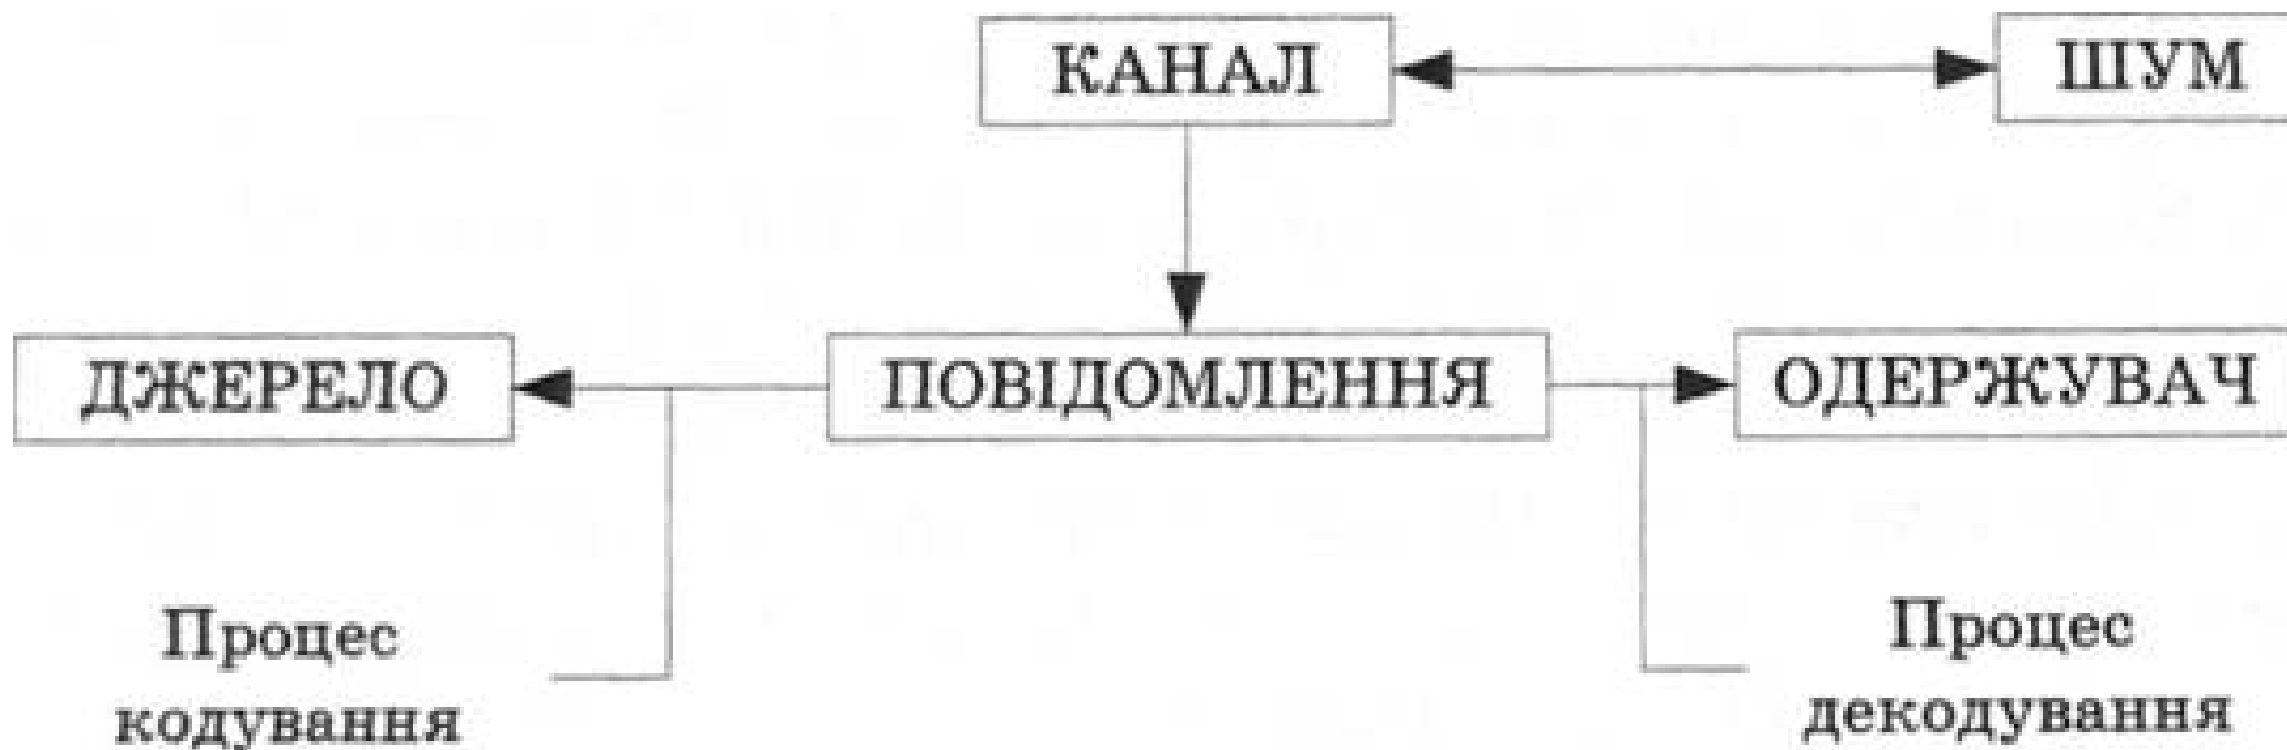 КАНАЛ
ШУМ
ДЖЕРЕЛО
ПОВІДОМЛЕННЯ
ОДЕРЖУВАЧ
Процес
кодування
Процес
декодування